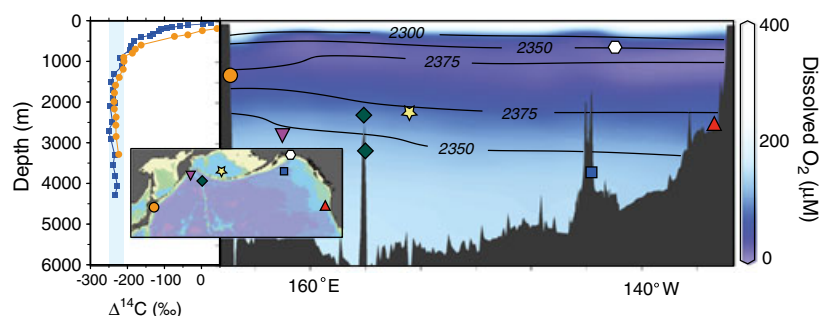 0
1000
2000
3000
4000
5000
6000
Depth (m)
-300 -200 -100 0
Δ¹⁴C (‰)
2300
2350
2375
2375
2350
160°E
140°W
400
200
0
Dissolved O₂ (μM)